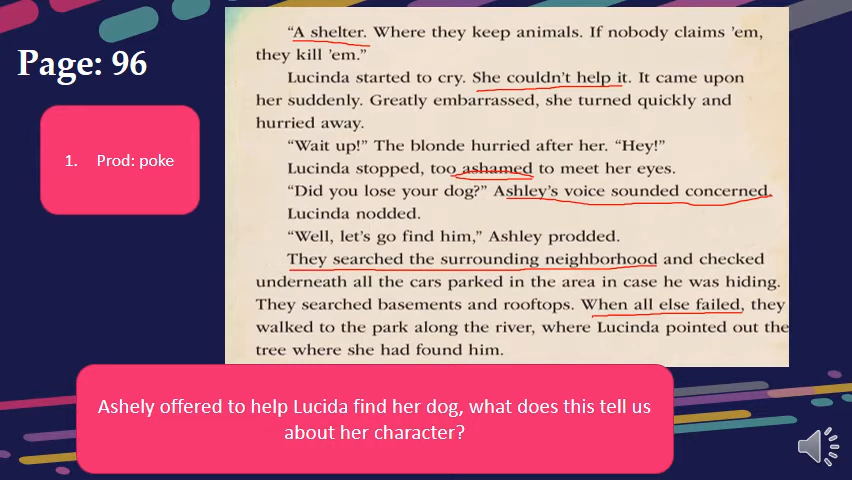 Page: 96
1. Prod: poke
“A shelter. Where they keep animals. If nobody claims ’em,
they kill ’em.”
Lucinda started to cry. She couldn’t help it. It came upon
her suddenly. Greatly embarrassed, she turned quickly and
hurried away.
“Wait up!” The blonde hurried after her. “Hey!”
Lucinda stopped, too ashamed to meet her eyes.
“Did you lose your dog?” Ashley’s voice sounded concerned.
Lucinda nodded.
“Well, let’s go find him,” Ashley prodded.
They searched the surrounding neighborhood and checked
underneath all the cars parked in the area in case he was hiding.
They searched basements and rooftops. When all else failed, they
walked to the park along the river, where Lucinda pointed out the
tree where she had found him.
Ashely offered to help Lucida find her dog, what does this tell us
about her character?